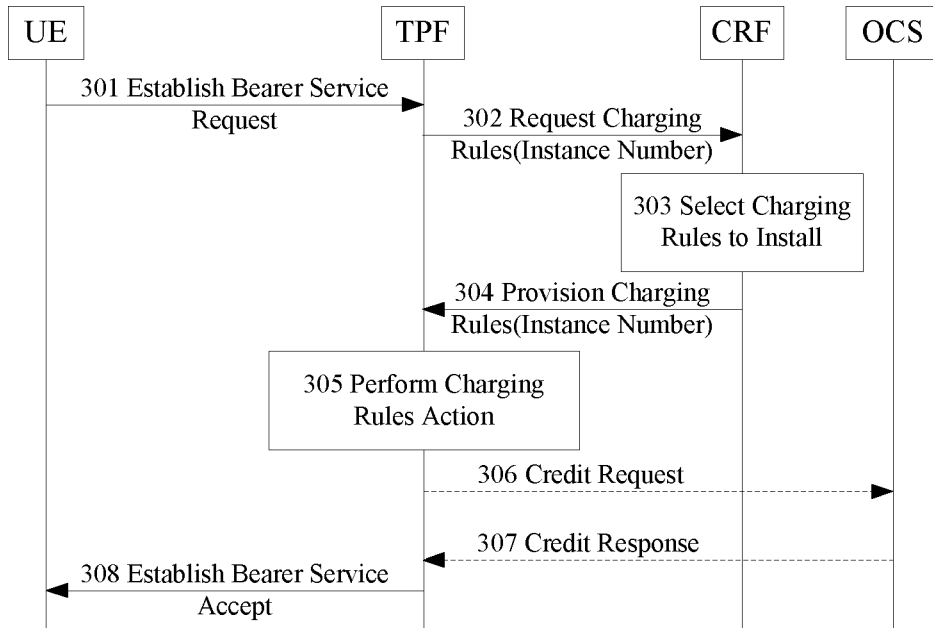 UE
TPF
CRF
OCS
301 Establish Bearer Service
Request
302 Request Charging
Rules(Instance Number)
303 Select Charging
Rules to Install
304 Provision Charging
Rules(Instance Number)
305 Perform Charging
Rules Action
306 Credit Request
307 Credit Response
308 Establish Bearer Service
Accept